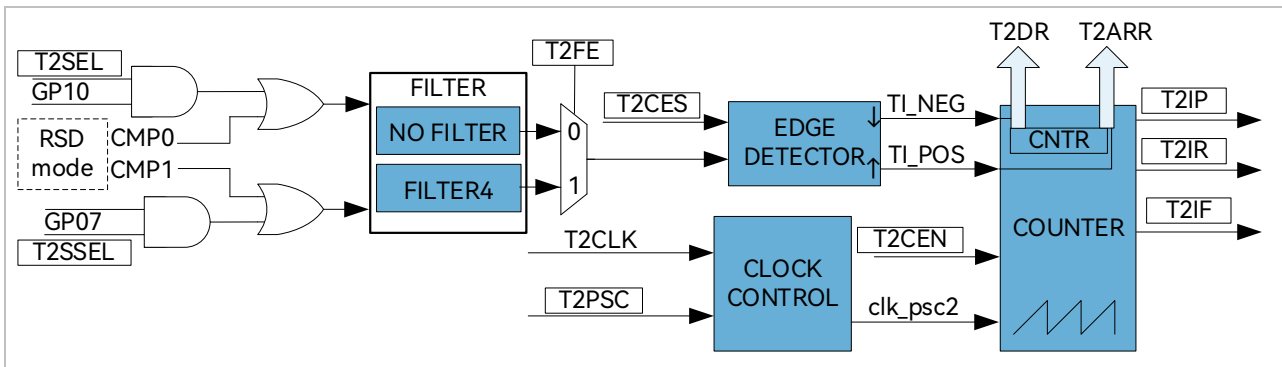 T2SEL
GP10
RSD
mode
CMP0
CMP1
GP07
T2SSEL
FILTER
NO FILTER
FILTER4
T2FE
0
1
T2CES
EDGE
DETECTOR
↓
↑
TI_NEG
TI_POS
T2CLK
T2PSC
CLOCK
CONTROL
T2CEN
clk_psc2
T2DR
T2ARR
CNTR
COUNTER
T2IP
T2IR
T2IF